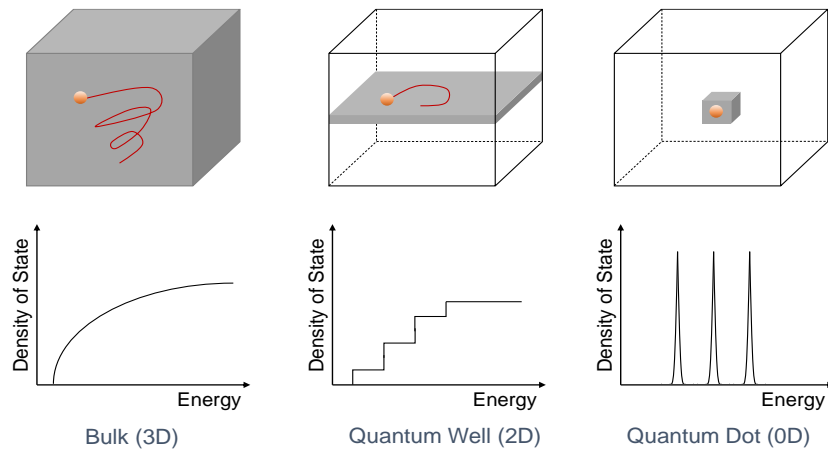 Density of State
Energy
Bulk (3D)
Density of State
Energy
Quantum Well (2D)
Density of State
Energy
Quantum Dot (0D)